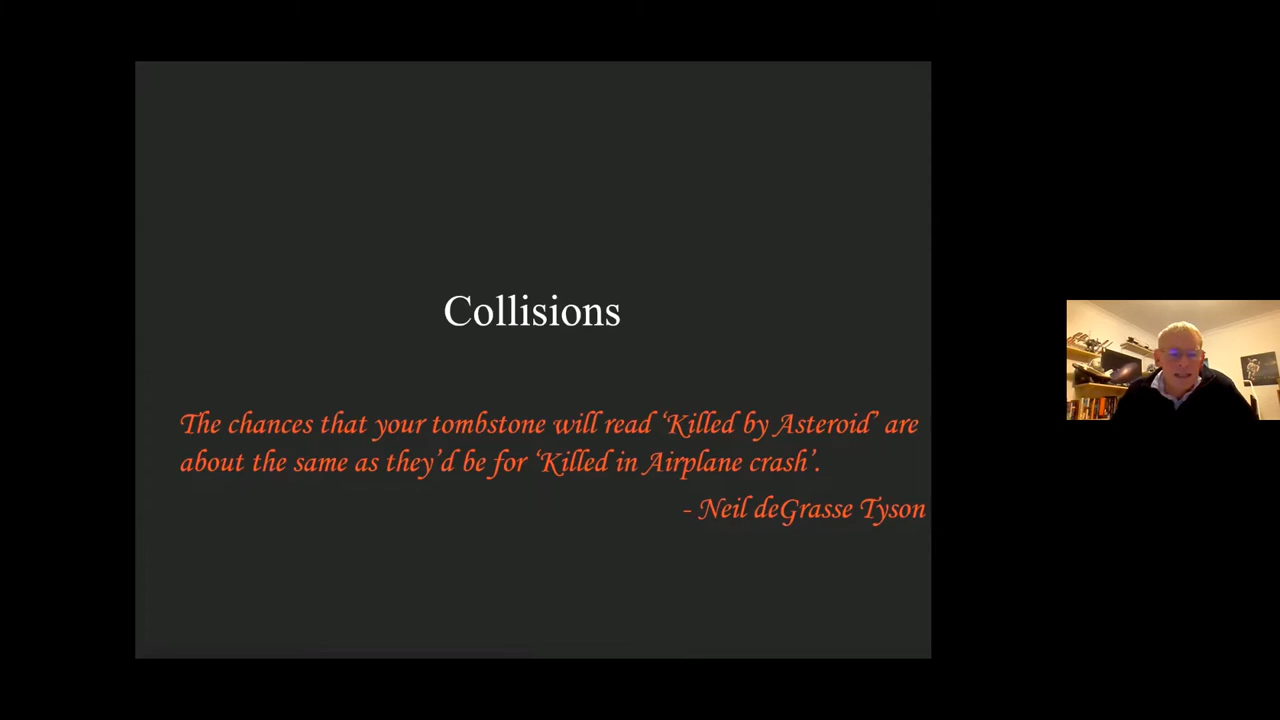 Collisions
The chances that your tombstone will read ‘Killed by Asteroid’ are
about the same as they’d be for ‘Killed in Airplane crash’.
- Neil deGrasse Tyson